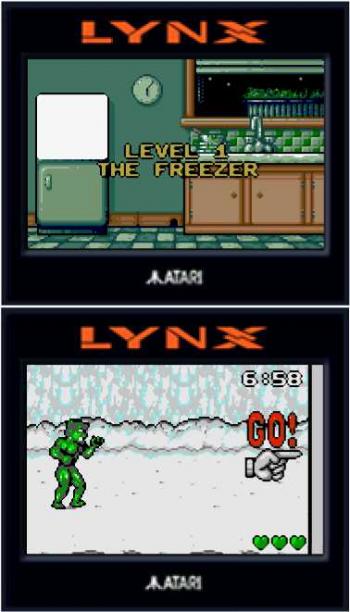 LYNX
LEVEL 1
THE FREEZER
ATARI
LYNX
6:58
GO!
ATARI